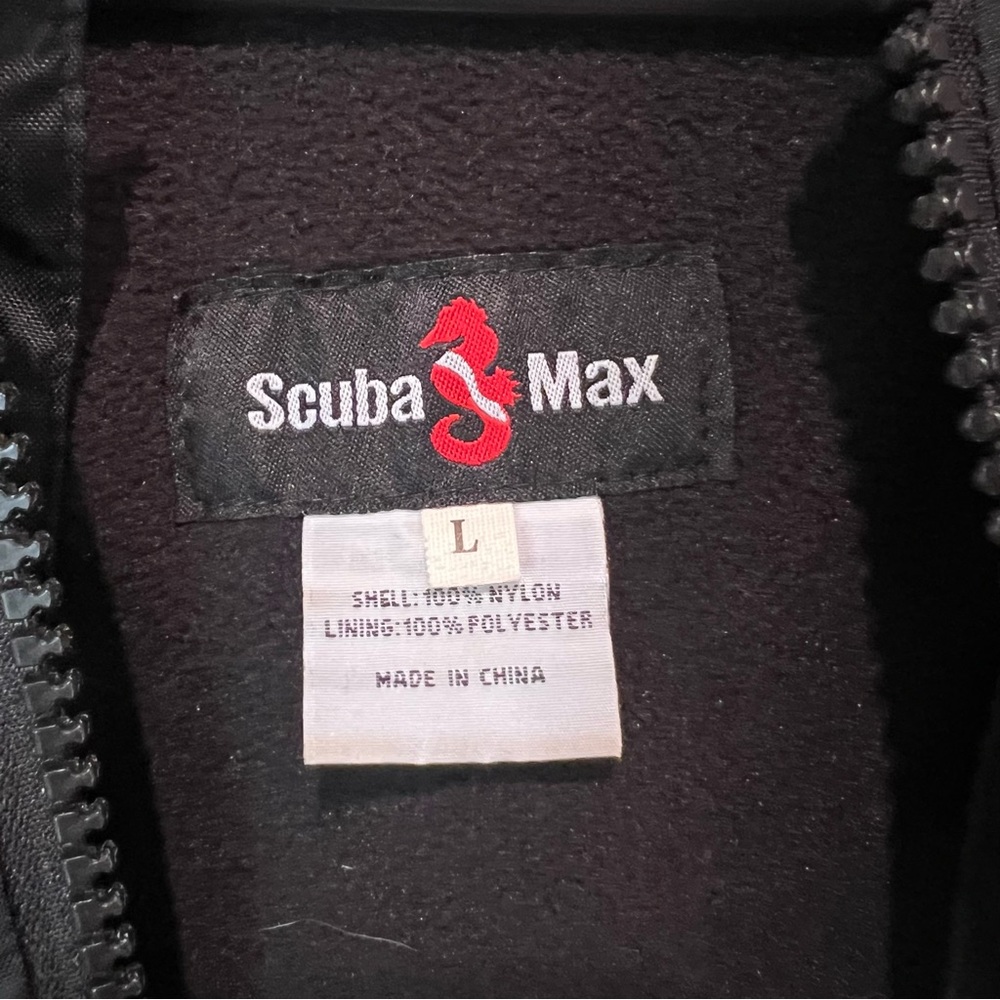 Scuba Max
L
SHELL:100% NYLON
LINING:100% POLYESTER
MADE IN CHINA